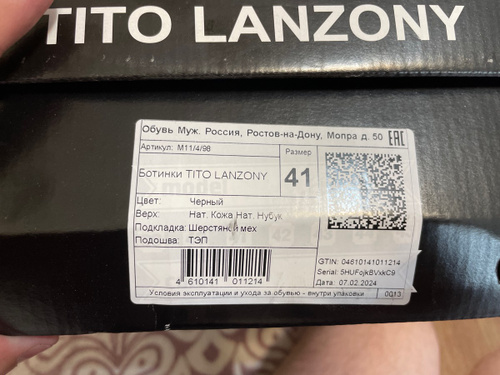 TITO LANZONY
Обувь Муж. Россия, Ростов-на-Дону, Мопра д. 50 EAC
Артикул: М11/4/98
Ботинки TITO LANZONY
Размер
41
Цвет: Черный
Верх: Нат. Кожа Нат. Нубук
Подкладка: Шерстяной мех
Подошва: ТЭП
4 610141 011214
GTIN: 04610141011214
Serial: 5HUFojkBVxkC9
Дата: 07.02.2024
Условия эксплуатации и ухода за обувью - внутри упаковки 0013